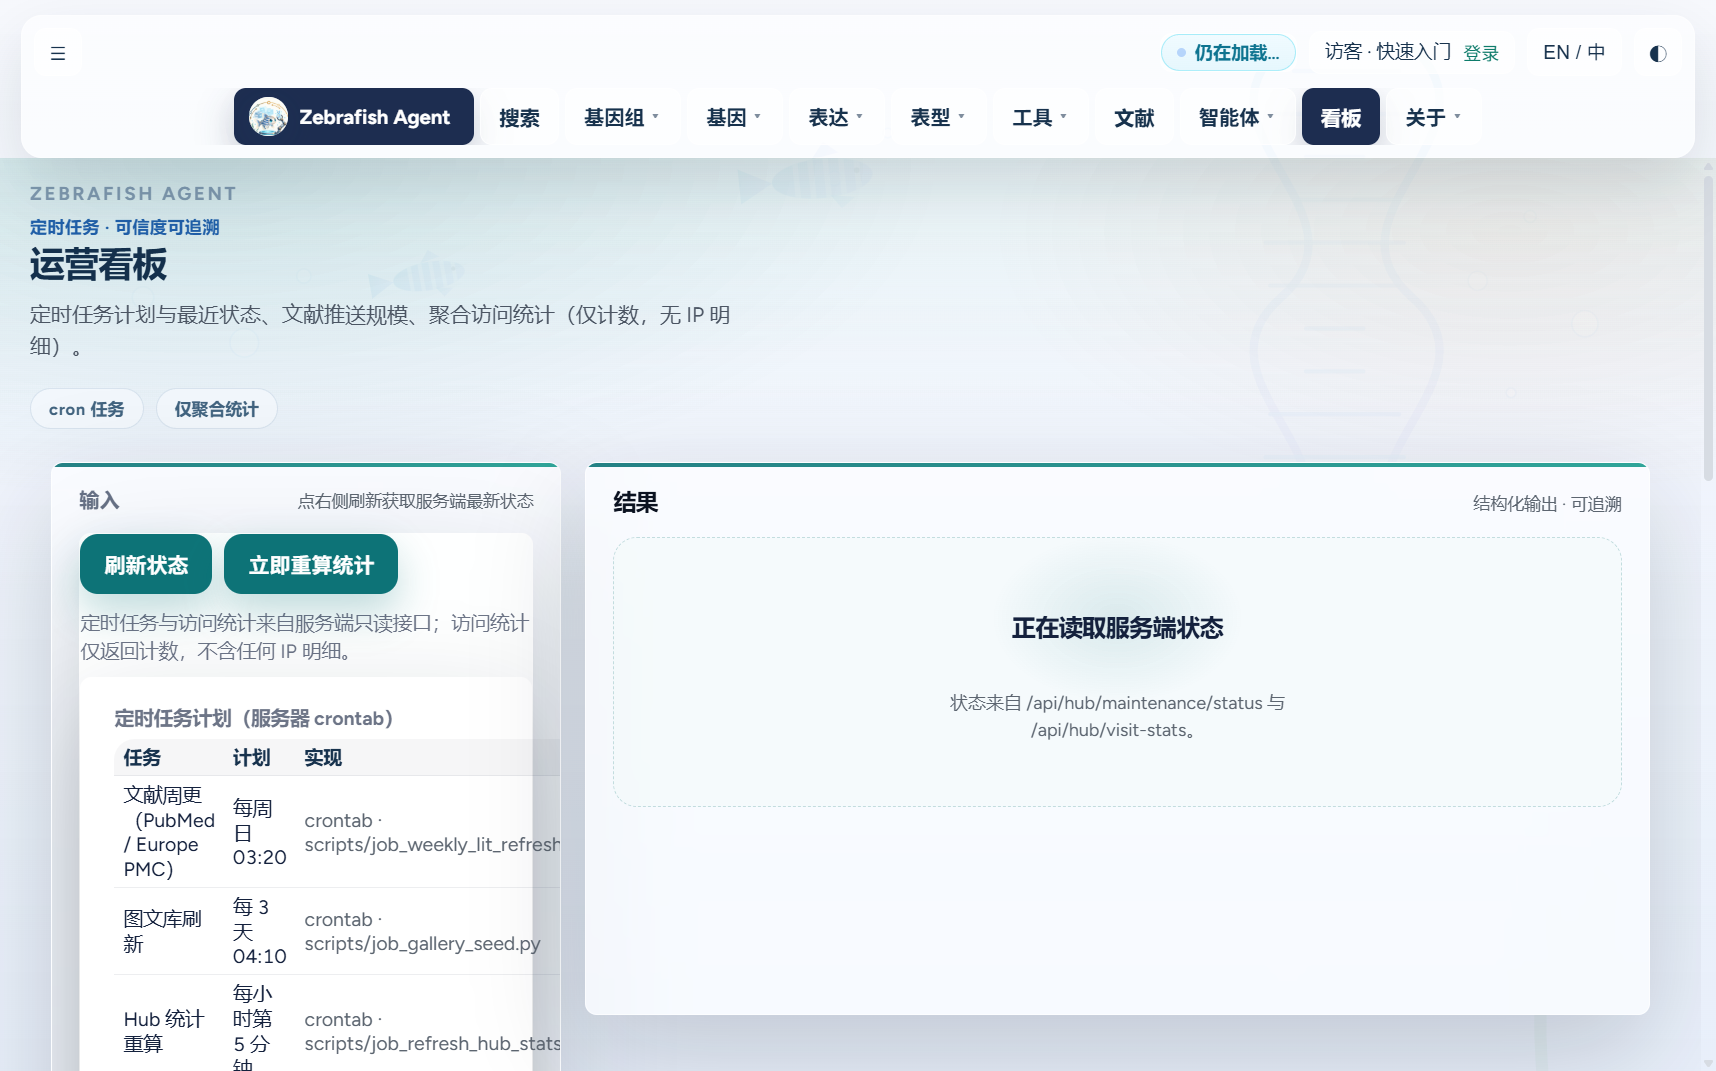 ☰
仍在加载...
访客 · 快速入门 登录
EN / 中
Zebrafish Agent
搜索
基因组
基因
表达
表型
工具
文献
智能体
看板
关于
ZEBRAFISH AGENT
定时任务 · 可信度可追溯
运营看板
定时任务计划与最近状态、文献推送规模、聚合访问统计（仅计数，无 IP 明
细）。
cron 任务
仅聚合统计
输入
点右侧刷新获取服务端最新状态
刷新状态
立即重算统计
定时任务与访问统计来自服务端只读接口；访问统计
仅返回计数，不含任何 IP 明细。
定时任务计划（服务器 crontab）
任务 计划 实现
文献周更
（PubMed
/ Europe
PMC）
每周
日
03:20
crontab ·
scripts/job_weekly_lit_refresh
图文库刷
新
每 3
天
04:10
crontab ·
scripts/job_gallery_seed.py
Hub 统计
重算
每小
时第
5 分
钟
crontab ·
scripts/job_refresh_hub_stats
结果
结构化输出 · 可追溯
正在读取服务端状态
状态来自 /api/hub/maintenance/status 与
/api/hub/visit-stats。